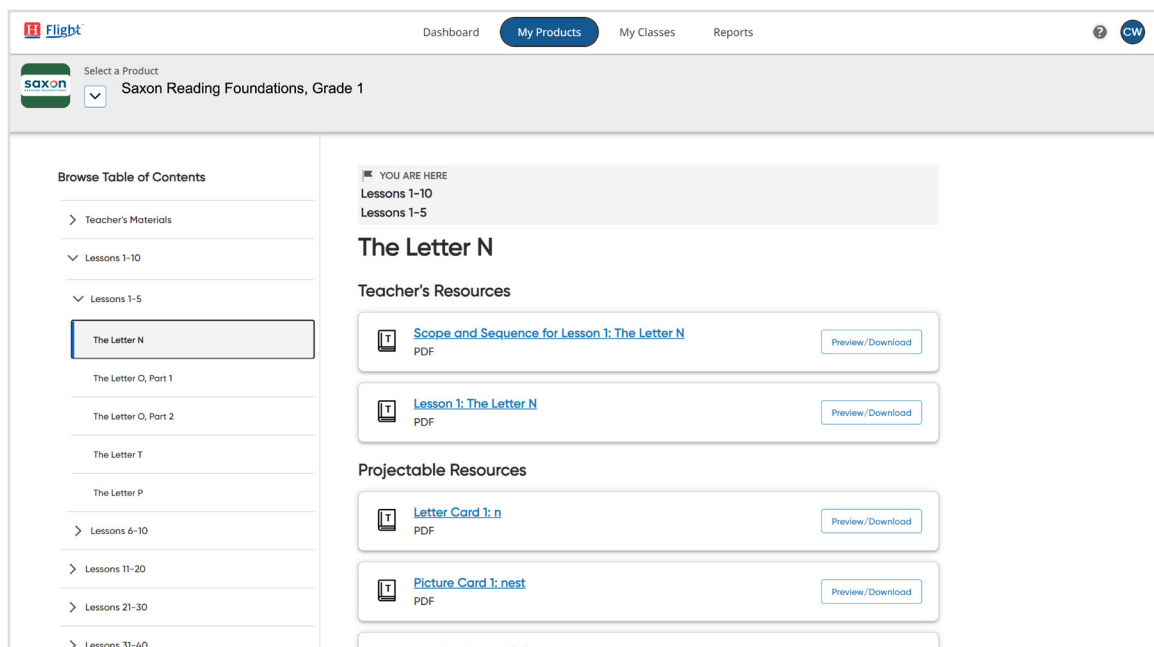 H Flight
Dashboard
My Products
My Classes
Reports
?
CW
saxon
Select a Product
Saxon Reading Foundations, Grade 1
Browse Table of Contents
Teacher's Materials
Lessons 1-10
Lessons 1-5
The Letter N
The Letter O, Part 1
The Letter O, Part 2
The Letter T
The Letter P
Lessons 6-10
Lessons 11-20
Lessons 21-30
Lessons 31-40
YOU ARE HERE
Lessons 1-10
Lessons 1-5
The Letter N
Teacher's Resources
T
Scope and Sequence for Lesson 1: The Letter N
PDF
Preview/Download
T
Lesson 1: The Letter N
PDF
Preview/Download
Projectable Resources
T
Letter Card 1: n
PDF
Preview/Download
T
Picture Card 1: nest
PDF
Preview/Download